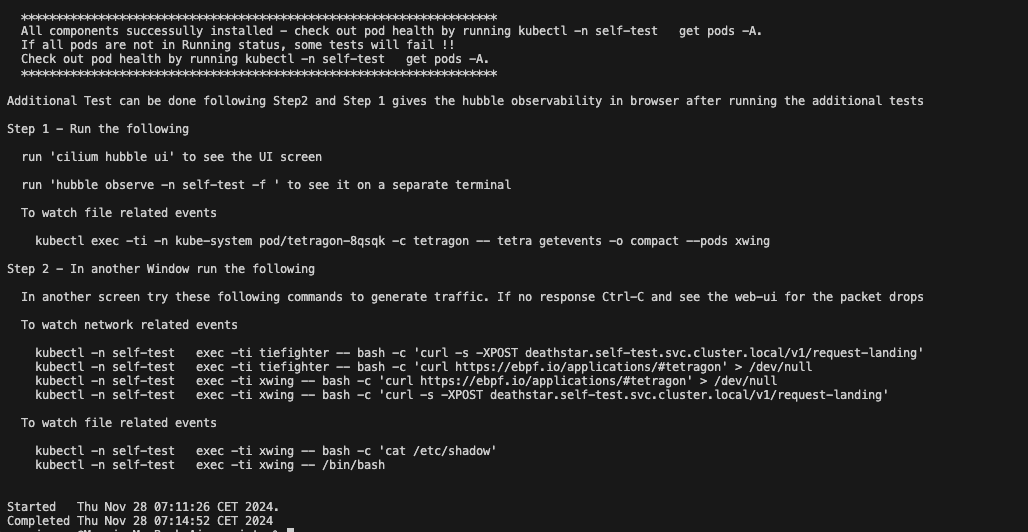 ********************************************************************
All components successully installed - check out pod health by running kubectl -n self-test   get pods -A.
If all pods are not in Running status, some tests will fail !!
Check out pod health by running kubectl -n self-test   get pods -A.
********************************************************************
Additional Test can be done following Step2 and Step 1 gives the hubble observability in browser after running the additional tests
Step 1 - Run the following
run 'cilium hubble ui' to see the UI screen
run 'hubble observe -n self-test -f ' to see it on a separate terminal
To watch file related events
kubectl exec -ti -n kube-system pod/tetragon-8qsqk -c tetragon -- tetra getevents -o compact --pods xwing
Step 2 - In another Window run the following
In another screen try these following commands to generate traffic. If no response Ctrl-C and see the web-ui for the packet drops
To watch network related events
kubectl -n self-test   exec -ti tiefighter -- bash -c 'curl -s -XPOST deathstar.self-test.svc.cluster.local/v1/request-landing'
kubectl -n self-test   exec -ti tiefighter -- bash -c 'curl https://ebpf.io/applications/#tetragon' > /dev/null
kubectl -n self-test   exec -ti xwing -- bash -c 'curl https://ebpf.io/applications/#tetragon' > /dev/null
kubectl -n self-test   exec -ti xwing -- bash -c 'curl -s -XPOST deathstar.self-test.svc.cluster.local/v1/request-landing'
To watch file related events
kubectl -n self-test   exec -ti xwing -- bash -c 'cat /etc/shadow'
kubectl -n self-test   exec -ti xwing -- /bin/bash
Started   Thu Nov 28 07:11:26 CET 2024.
Completed Thu Nov 28 07:14:52 CET 2024